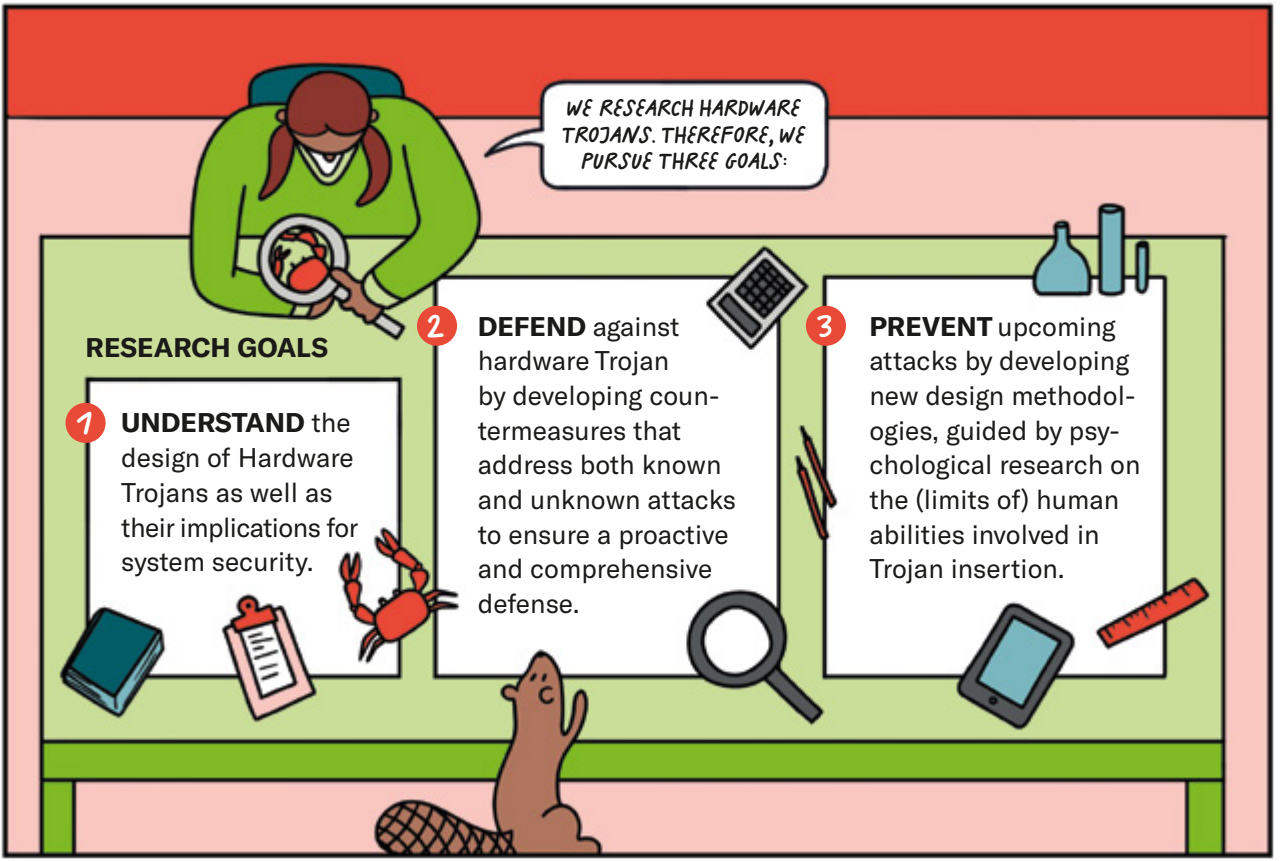 WE RESEARCH HARDWARE
TROJANS. THEREFORE, WE
PURSUE THREE GOALS:
RESEARCH GOALS
1
UNDERSTAND the
design of Hardware
Trojans as well as
their implications for
system security.
2
DEFEND against
hardware Trojan
by developing coun-
termeasures that
address both known
and unknown attacks
to ensure a proactive
and comprehensive
defense.
3
PREVENT upcoming
attacks by developing
new design methodol-
ogies, guided by psy-
chological research on
the (limits of) human
abilities involved in
Trojan insertion.